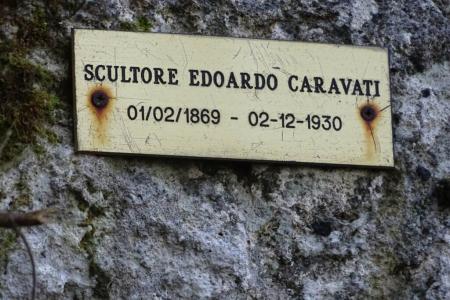 SCULTORE EDOARDO CARAVATI
01/02/1869 - 02-12-1930